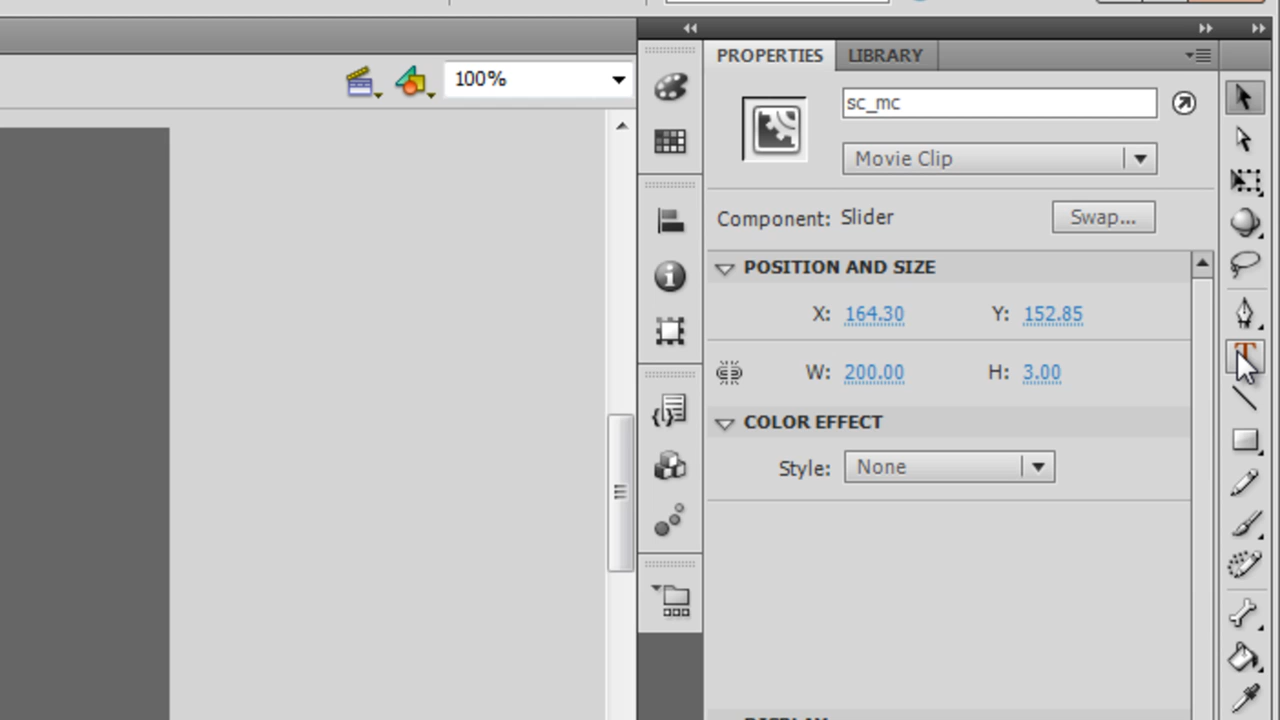 100%
PROPERTIES LIBRARY
sc_mc
Movie Clip
Component: Slider Swap...
POSITION AND SIZE
X: 164.30 Y: 152.85
W: 200.00 H: 3.00
COLOR EFFECT
Style: None
DISPLAY